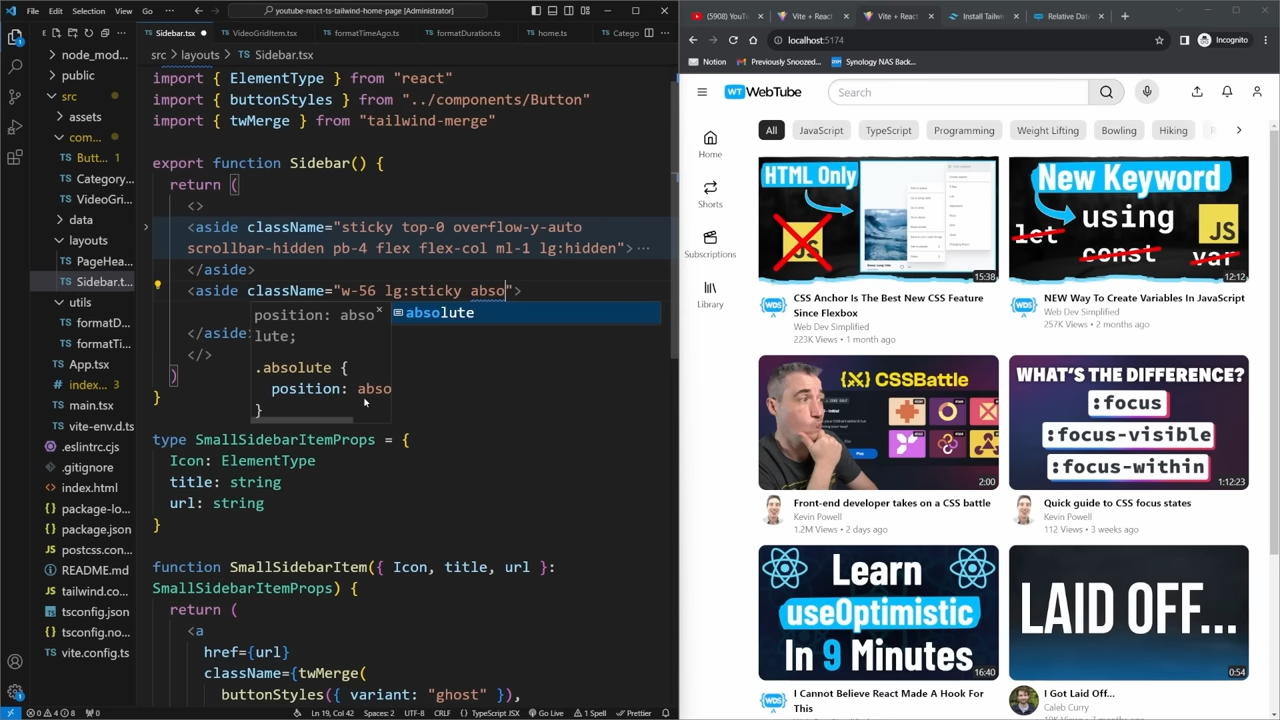 File Edit Selection View Go ···
youtube-react-ts-tailwind-home-page [Administrator]
Sidebar.tsx
VideoGridItem.tsx
formatTimeAgo.ts
formatDuration.ts
home.ts
Catego
src > layouts > Sidebar.tsx
node_mod...
public
src
assets
com...
Butt... 1
Category...
VideoGri...
data
layouts
PageHea...
Sidebar.t...
utils
formatD...
formatTi...
App.tsx
index... 3
main.tsx
vite-env.d.ts
.eslintrc.cjs
.gitignore
index.html
package-lo...
package.json
postcss.con...
README.md
tailwind.co...
tsconfig.json
tsconfig.no...
vite.config.ts
import { ElementType } from "react"
import { buttonStyles } from "../components/Button"
import { twMerge } from "tailwind-merge"
export function Sidebar() {
return (
<>
<aside className="sticky top-0 overflow-y-auto
scrollbar-hidden pb-4 flex flex-col ml-1 lg:hidden">···
</aside>
<aside className="w-56 lg:sticky abso">
absolute
position: abso
lute;
.absolute {
position: abso
}
</aside
</>
)
}
type SmallSidebarItemProps = {
Icon: ElementType
title: string
url: string
}
function SmallSidebarItem({ Icon, title, url }:
SmallSidebarItemProps) {
return (
<a
href={url}
className={twMerge(
buttonStyles({ variant: "ghost" }),
Ln 19, Col 42
Spaces: 2
UTF-8
CRLF
TypeScript JSX
Go Live
1 Spell
Prettier
(5908) YouT
Vite + React
Vite + React
Install Tailw
Relative Dat
localhost:5174
Incognito
Notion
Previously Snoozed...
Synology NAS Back...
WT WebTube
Search
Home
Shorts
Subscriptions
Library
All
JavaScript
TypeScript
Programming
Weight Lifting
Bowling
Hiking
HTML Only
JS
15:38
CSS Anchor Is The Best New CSS Feature
Since Flexbox
Web Dev Simplified
223K Views • 1 month ago
New Keyword
using
let
const
var
JS
12:12
NEW Way To Create Variables In JavaScript
Web Dev Simplified
257K Views • 2 months ago
CSSBattle
2:00
Front-end developer takes on a CSS battle
Kevin Powell
1.2M Views • 2 days ago
WHAT'S THE DIFFERENCE?
:focus
:focus-visible
:focus-within
1:12:23
Quick guide to CSS focus states
Kevin Powell
112 Views • 3 weeks ago
Learn
useOptimistic
In 9 Minutes
16:40
I Cannot Believe React Made A Hook For
This
LAID OFF...
0:54
I Got Laid Off...
Caleb Curry